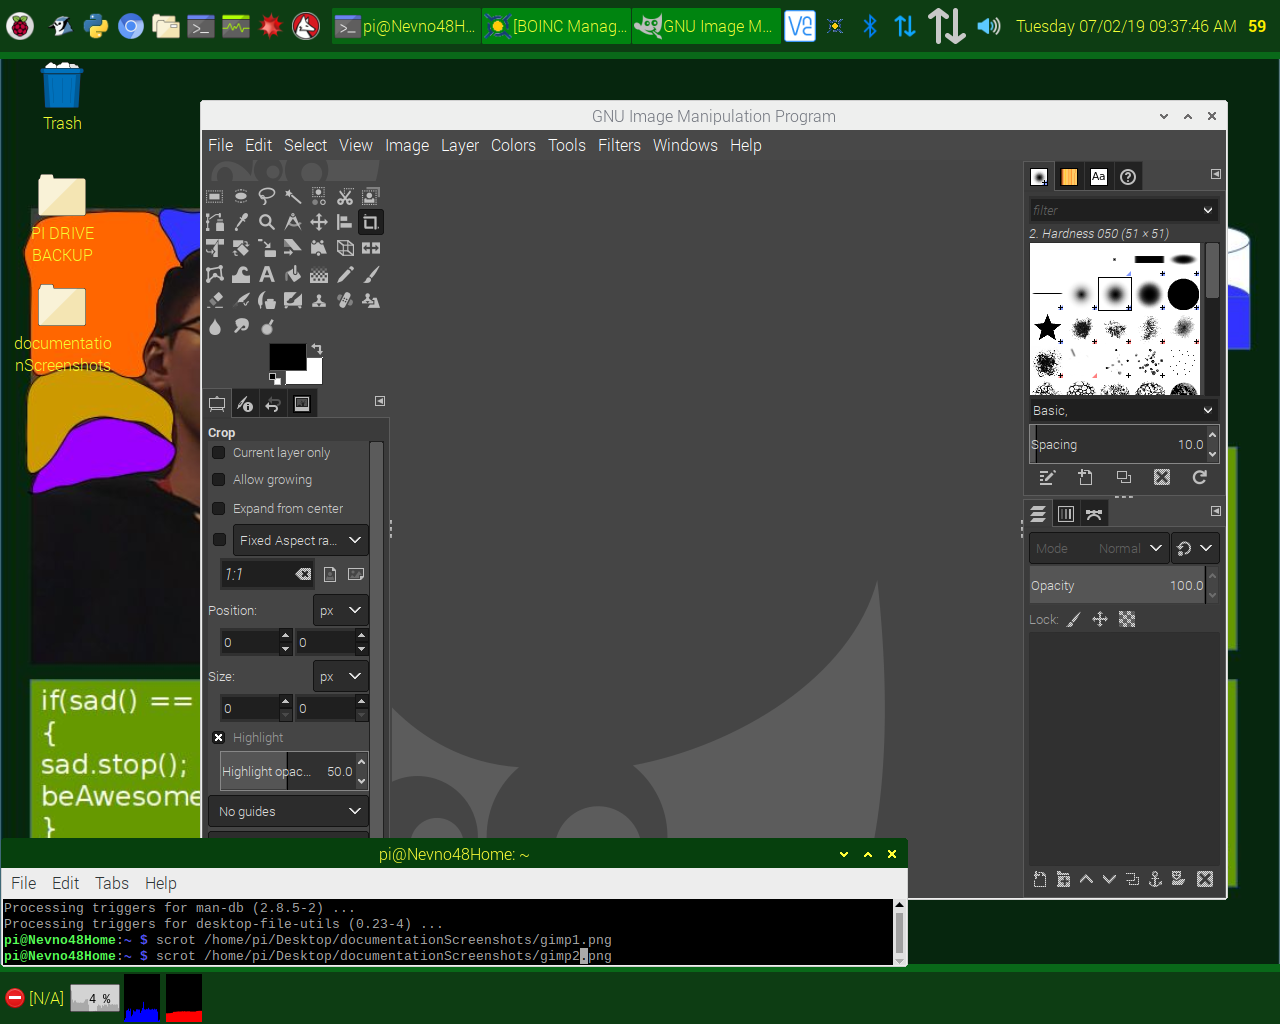 pi@Nevno48H...
[BOINC Manag...
GNU Image M...
V2
Tuesday 07/02/19 09:37:46 AM
59
Trash
PI DRIVE
BACKUP
documentatio
nScreenshots
if(sad() ==
{
sad.stop();
beAwesome
}
GNU Image Manipulation Program
File Edit Select View Image Layer Colors Tools Filters Windows Help
Crop
Current layer only
Allow growing
Expand from center
Fixed Aspect ra...
1:1
Position:
px
0
0
Size:
px
0
0
Highlight
Highlight opac... 50.0
No guides
Aa
filter
2. Hardness 050 (51 × 51)
Basic,
Spacing 10.0
Mode Normal
Opacity 100.0
Lock:
pi@Nevno48Home: ~
File Edit Tabs Help
Processing triggers for man-db (2.8.5-2) ...
Processing triggers for desktop-file-utils (0.23-4) ...
pi@Nevno48Home:~ $ scrot /home/pi/Desktop/documentationScreenshots/gimp1.png
pi@Nevno48Home:~ $ scrot /home/pi/Desktop/documentationScreenshots/gimp2.png
[N/A]
4 %